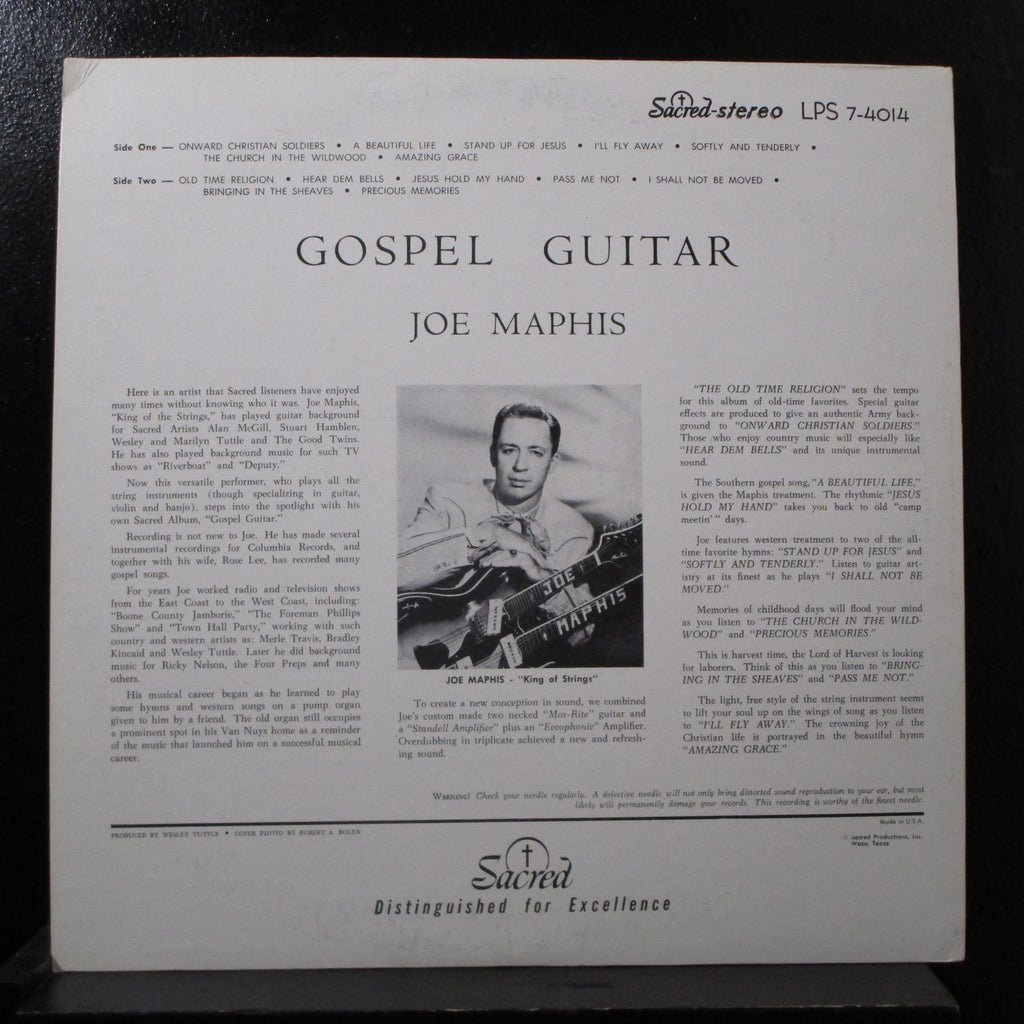 Sacred-stereo LPS 7-4014
Side One — ONWARD CHRISTIAN SOLDIERS • A BEAUTIFUL LIFE • STAND UP FOR JESUS • I'LL FLY AWAY • SOFTLY AND TENDERLY •
THE CHURCH IN THE WILDWOOD • AMAZING GRACE
Side Two — OLD TIME RELIGION • HEAR DEM BELLS • JESUS HOLD MY HAND • PASS ME NOT • I SHALL NOT BE MOVED •
BRINGING IN THE SHEAVES • PRECIOUS MEMORIES
GOSPEL GUITAR
JOE MAPHIS
Here is an artist that Sacred listeners have enjoyed
many times without knowing who it was. Joe Maphis,
"King of the Strings," has played guitar background
for Sacred Artists Alan McGill, Stuart Hamblen,
Wesley and Marilyn Tuttle and The Good Twins.
He has also played background music for such TV
shows as "Riverboat" and "Deputy."
Now this versatile performer, who plays all the
string instruments (though specializing in guitar,
violin and banjo), steps into the spotlight with his
own Sacred Album, "Gospel Guitar."
Recording is not new to Joe. He has made several
instrumental recordings for Columbia Records, and
together with his wife, Rose Lee, has recorded many
gospel songs.
For years Joe worked radio and television shows
from the East Coast to the West Coast, including:
"Boone County Jamborie," "The Foreman Phillips
Show" and "Town Hall Party," working with such
country and western artists as: Merle Travis, Bradley
Kincaid and Wesley Tuttle. Later he did background
music for Ricky Nelson, the Four Preps and many
others.
His musical career began as he learned to play
some hymns and western songs on a pump organ
given to him by a friend. The old organ still occupies
a prominent spot in his Van Nuys home as a reminder
of the music that launched him on a successful musical
career.
JOE
MAPHIS
JOE MAPHIS - "King of Strings"
To create a new conception in sound, we combined
Joe's custom made two necked "Mos-Rite" guitar and
a "Standell Amplifier" plus an "Eccophonic" Amplifier.
Overdubbing in triplicate achieved a new and refresh-
ing sound.
"THE OLD TIME RELIGION" sets the tempo
for this album of old-time favorites. Special guitar
effects are produced to give an authentic Army back-
ground to "ONWARD CHRISTIAN SOLDIERS."
Those who enjoy country music will especially like
"HEAR DEM BELLS" and its unique instrumental
sound.
The Southern gospel song, "A BEAUTIFUL LIFE,"
is given the Maphis treatment. The rhythmic "JESUS
HOLD MY HAND" takes you back to old "camp
meetin'" days.
Joe features western treatment to two of the all-
time favorite hymns: "STAND UP FOR JESUS" and
"SOFTLY AND TENDERLY." Listen to guitar art-
istry at its finest as he plays "I SHALL NOT BE
MOVED."
Memories of childhood days will flood your mind
as you listen to "THE CHURCH IN THE WILD-
WOOD" and "PRECIOUS MEMORIES."
This is harvest time, the Lord of Harvest is looking
for laborers. Think of this as you listen to "BRING-
ING IN THE SHEAVES" and "PASS ME NOT."
The light, free style of the string instrument seems
to lift your soul up on the wings of song as you listen
to "I'LL FLY AWAY." The crowning joy of the
Christian life is portrayed in the beautiful hymn
"AMAZING GRACE."
WARNING! Check your needle regularly. A defective needle will not only bring distorted sound reproduction to your ear, but most
likely will permanently damage your records. This recording is worthy of the finest needle.
PRODUCED BY WESLEY TUTTLE • COVER PHOTO BY ROBERT A. BOLEN
Made in U.S.A.
© Sacred Productions, Inc.
Waco, Texas
Sacred
Distinguished for Excellence